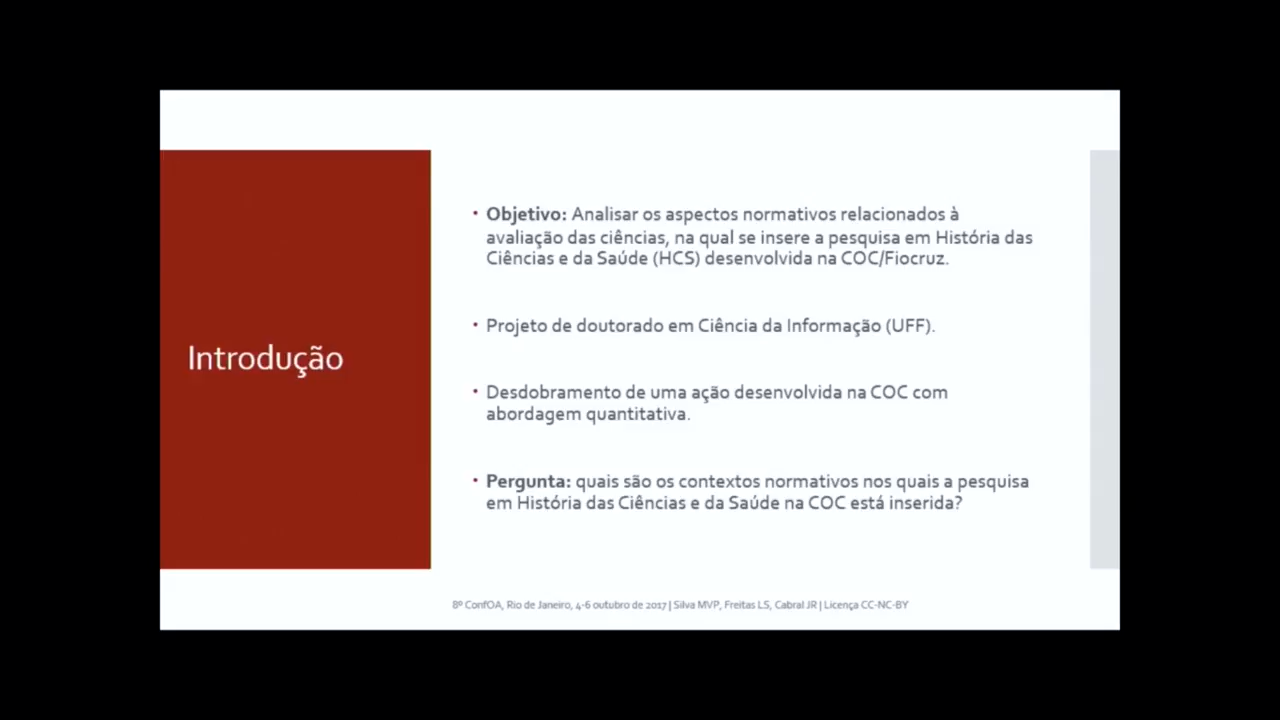 Introdução
• Objetivo: Analisar os aspectos normativos relacionados à
avaliação das ciências, na qual se insere a pesquisa em História das
Ciências e da Saúde (HCS) desenvolvida na COC/Fiocruz.
• Projeto de doutorado em Ciência da Informação (UFF).
• Desdobramento de uma ação desenvolvida na COC com
abordagem quantitativa.
• Pergunta: quais são os contextos normativos nos quais a pesquisa
em História das Ciências e da Saúde na COC está inserida?
8º ConfOA, Rio de Janeiro, 4-6 outubro de 2017 | Silva MVP, Freitas LS, Cabral JR | Licença CC-NC-BY